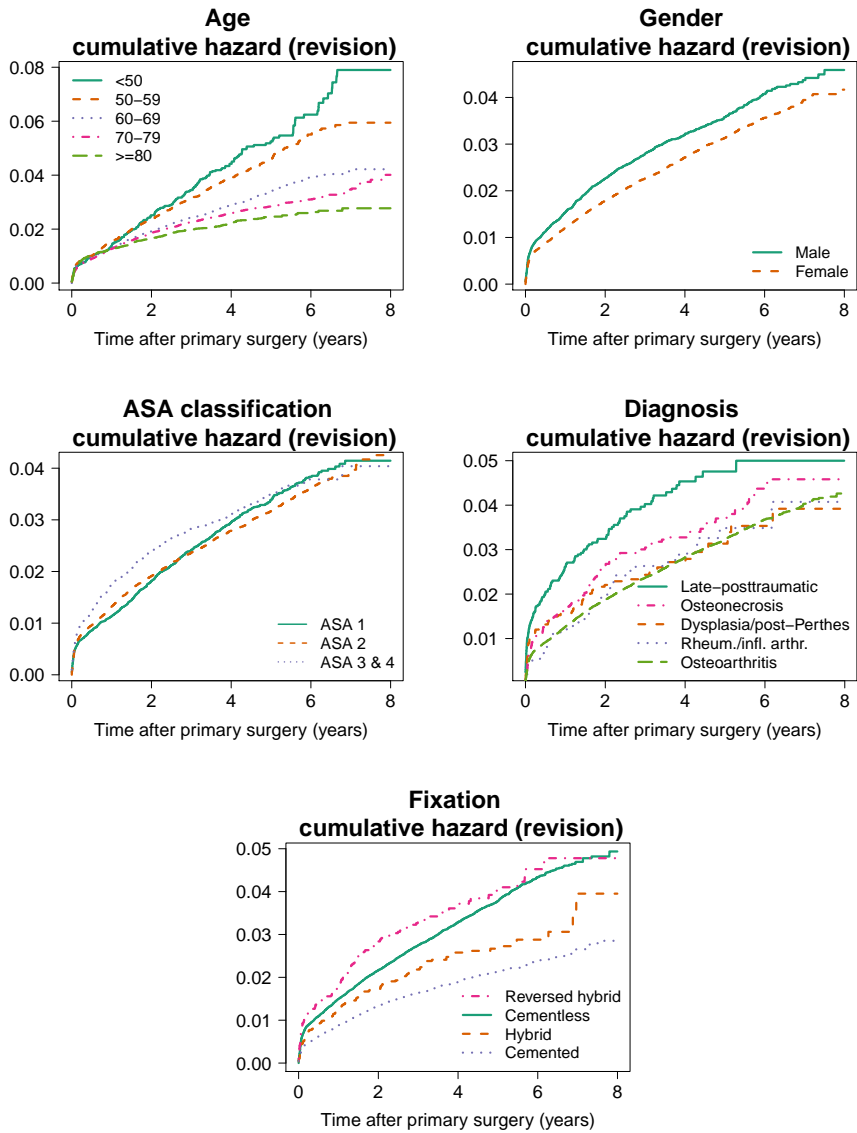 Age
cumulative hazard (revision)
0.08
0.06
0.04
0.02
0.00
<50
50−59
60−69
70−79
>=80
0 2 4 6 8
Time after primary surgery (years)
Gender
cumulative hazard (revision)
0.04
0.03
0.02
0.01
0.00
Male
Female
0 2 4 6 8
Time after primary surgery (years)
ASA classification
cumulative hazard (revision)
0.04
0.03
0.02
0.01
0.00
ASA 1
ASA 2
ASA 3 & 4
0 2 4 6 8
Time after primary surgery (years)
Diagnosis
cumulative hazard (revision)
0.05
0.04
0.03
0.02
0.01
Late−posttraumatic
Osteonecrosis
Dysplasia/post−Perthes
Rheum./infl. arthr.
Osteoarthritis
0 2 4 6 8
Time after primary surgery (years)
Fixation
cumulative hazard (revision)
0.05
0.04
0.03
0.02
0.01
0.00
Reversed hybrid
Cementless
Hybrid
Cemented
0 2 4 6 8
Time after primary surgery (years)